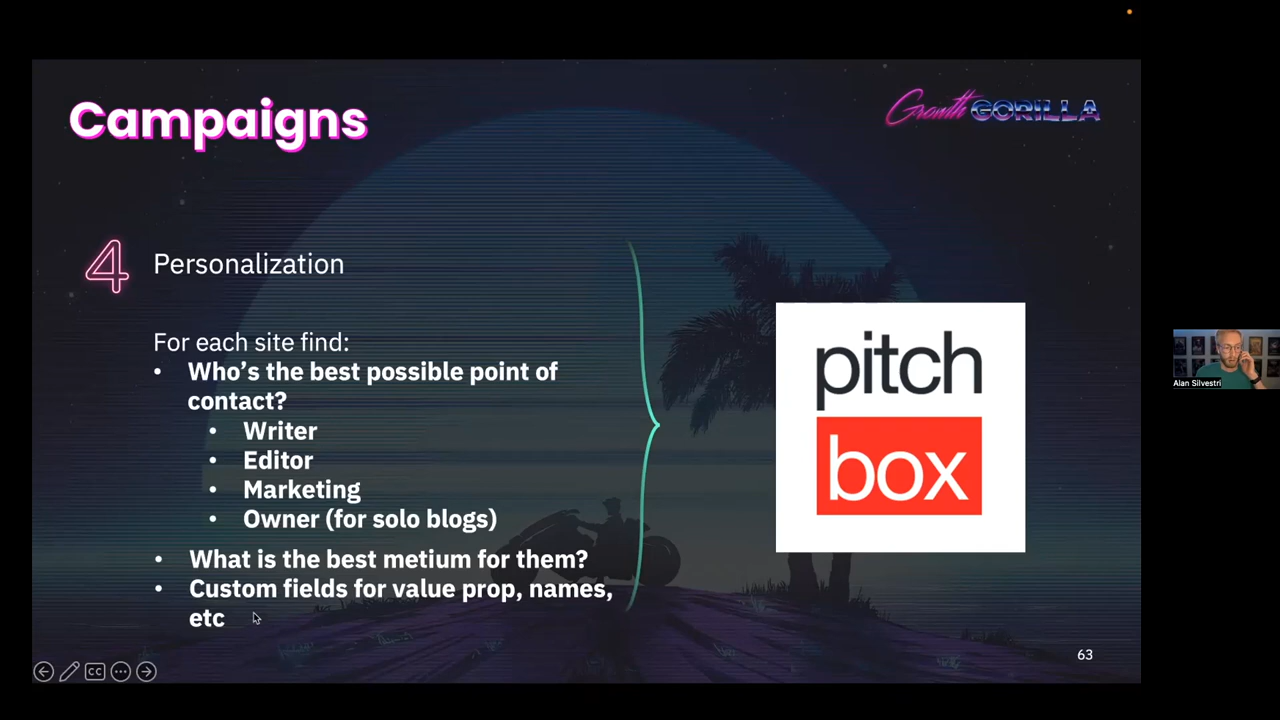 Campaigns
Growth GORILLA
4 Personalization
For each site find:
• Who's the best possible point of
contact?
• Writer
• Editor
• Marketing
• Owner (for solo blogs)
• What is the best metium for them?
• Custom fields for value prop, names,
etc
pitch
box
Alan Silvestri
CC
63